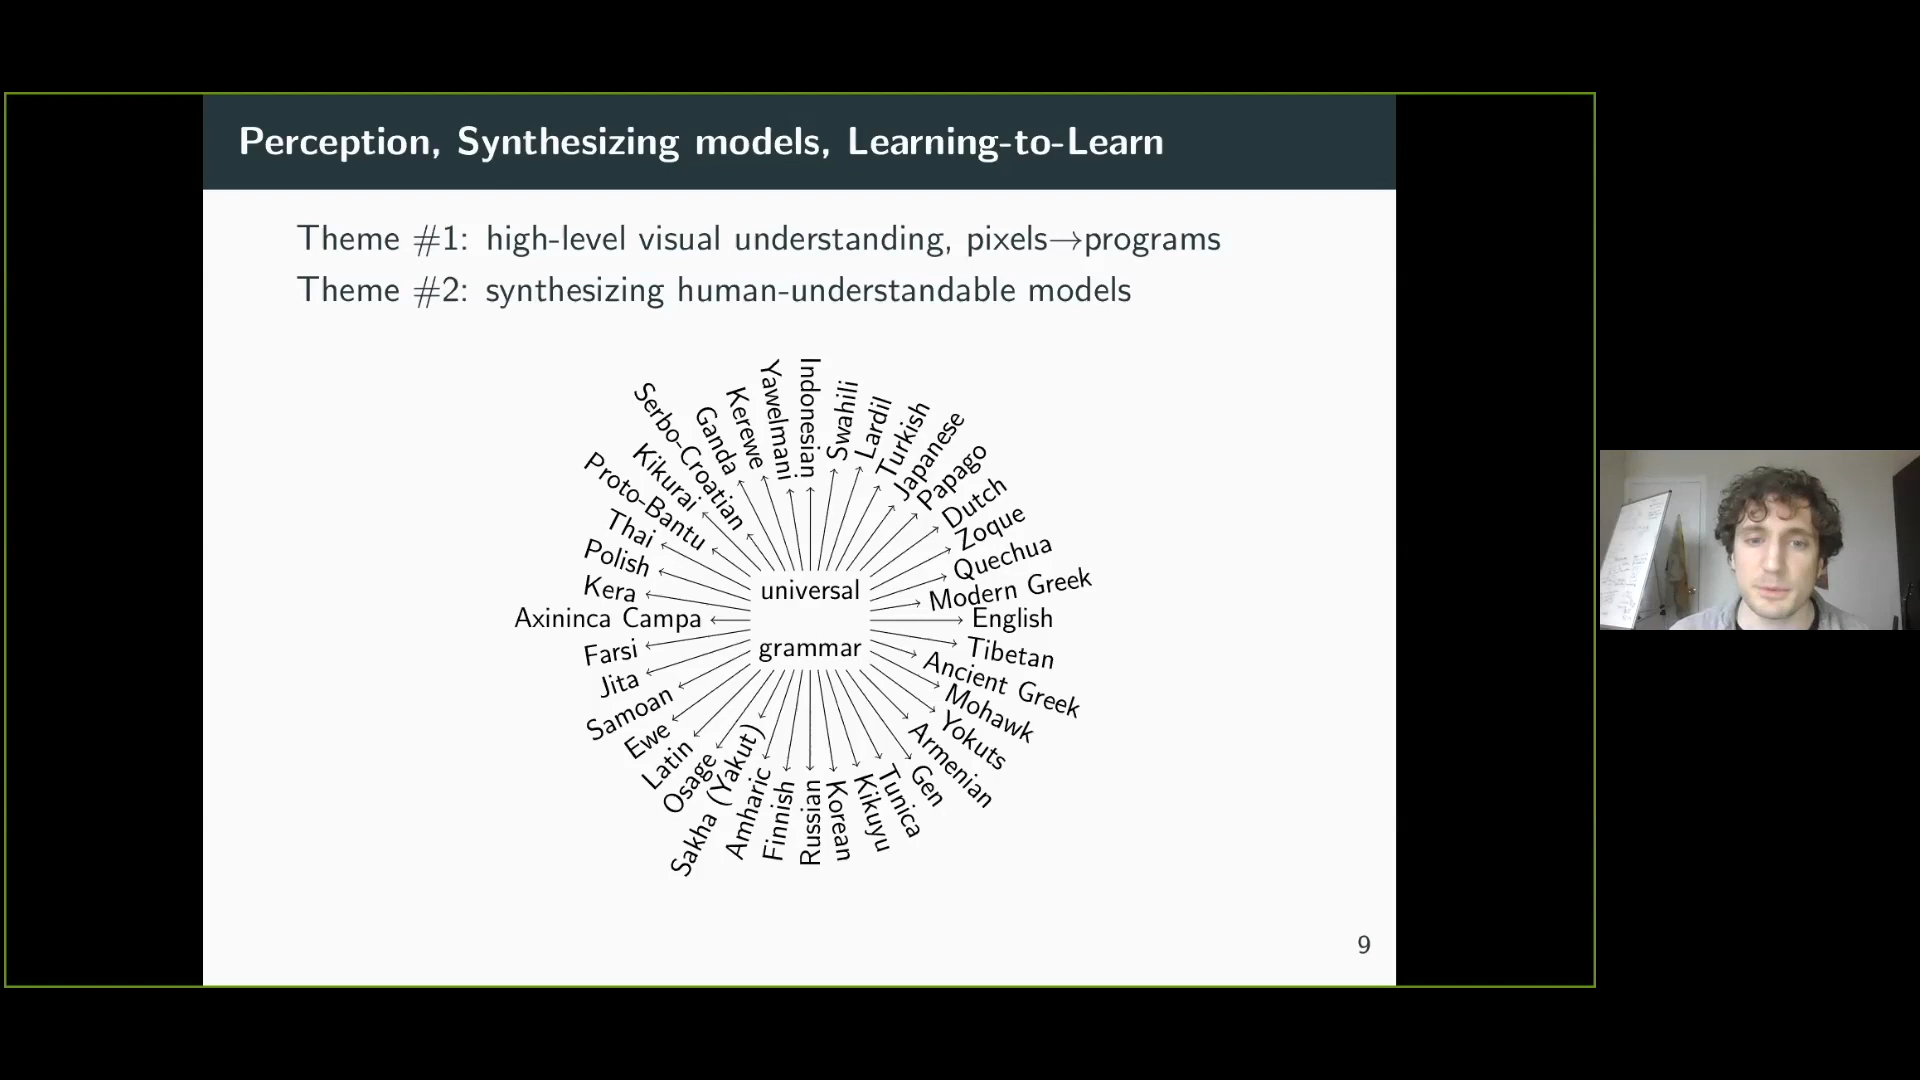 Perception, Synthesizing models, Learning-to-Learn
Theme #1: high-level visual understanding, pixels→programs
Theme #2: synthesizing human-understandable models
universal
grammar
Indonesian
Swahili
Lardil
Turkish
Japanese
Papago
Dutch
Zoque
Quechua
Modern Greek
English
Tibetan
Ancient Greek
Mohawk
Yokuts
Armenian
Gen
Tunica
Kikuyu
Korean
Russian
Finnish
Amharic
Sakha (Yakut)
Osage
Latin
Ewe
Samoan
Jita
Farsi
Axininca Campa
Kera
Polish
Thai
Proto-Bantu
Kikurai
Serbo-Croatian
Ganda
Kerewe
Yawelmani
9